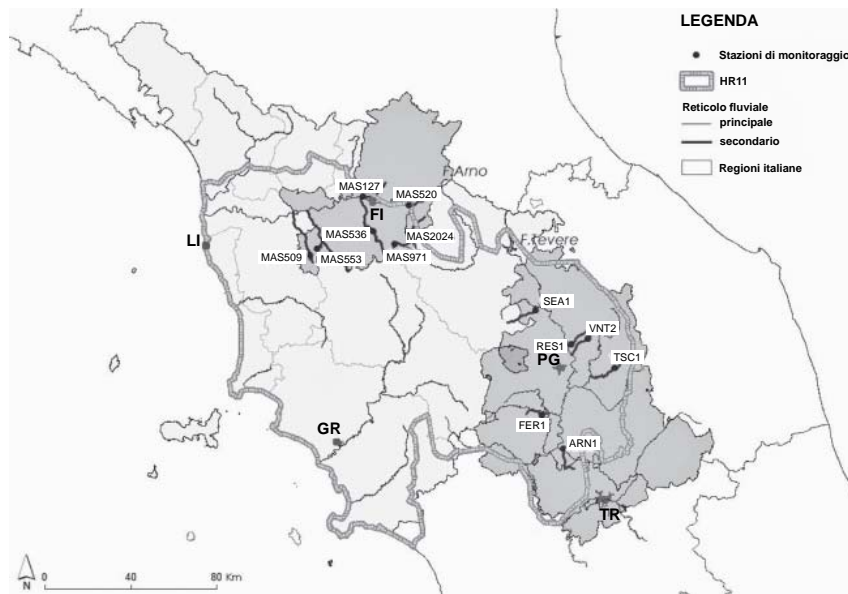 LEGENDA
Stazioni di monitoraggio
HR11
Reticolo fluviale
principale
secondario
Regioni italiane
F. Arno
MAS127
MAS520
FI
MAS536
MAS2024
LI
F. Tevere
MAS509
MAS553
MAS971
SEA1
VNT2
RES1
PG
TSC1
FER1
GR
ARN1
TR
N
0 40 80 Km